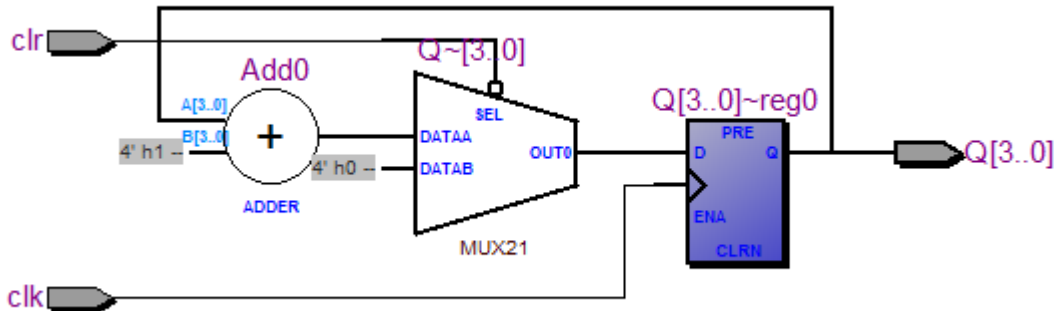 clr
Q~[3..0]
Add0
Q[3..0]~reg0
A[3..0]
SEL
PRE
B[3..0]
+
DATAA
4' h1 --
OUT0
D
Q
Q[3..0]
4' h0 --
DATAB
ADDER
ENA
MUX21
CLRN
clk